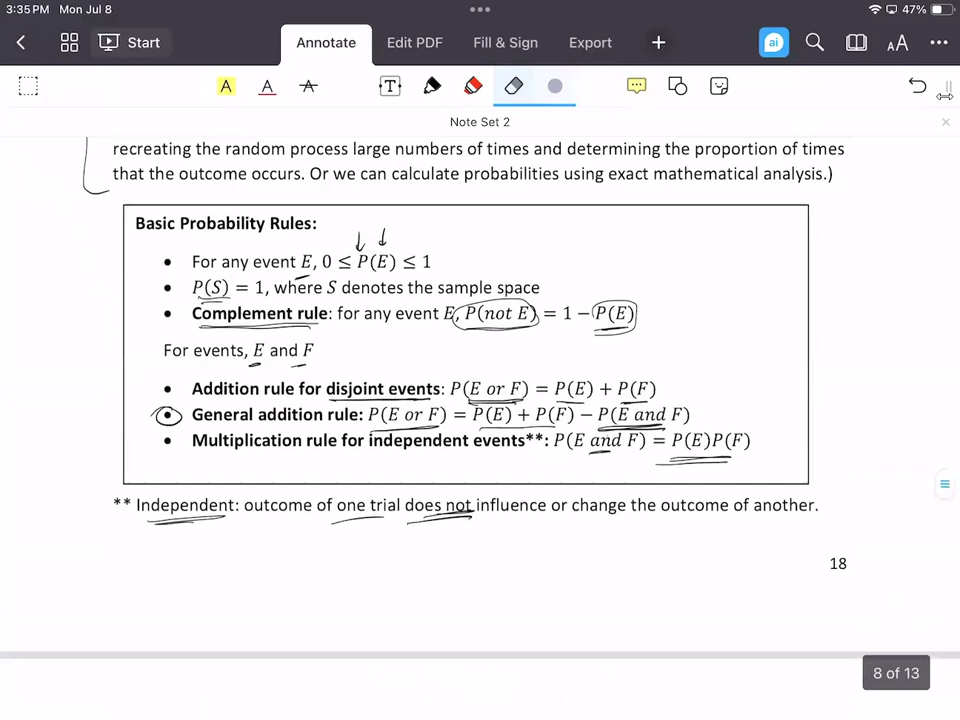 3:35 PM Mon Jul 8
47%
Start
Annotate
Edit PDF
Fill & Sign
Export
ai
AA
A
A
A
T
Note Set 2
recreating the random process large numbers of times and determining the proportion of times
that the outcome occurs. Or we can calculate probabilities using exact mathematical analysis.)
Basic Probability Rules:
• For any event E, 0 ≤ P(E) ≤ 1
• P(S) = 1, where S denotes the sample space
• Complement rule: for any event E, P(not E) = 1 − P(E)
For events, E and F
• Addition rule for disjoint events: P(E or F) = P(E) + P(F)
• General addition rule: P(E or F) = P(E) + P(F) − P(E and F)
• Multiplication rule for independent events**: P(E and F) = P(E)P(F)
** Independent: outcome of one trial does not influence or change the outcome of another.
18
8 of 13